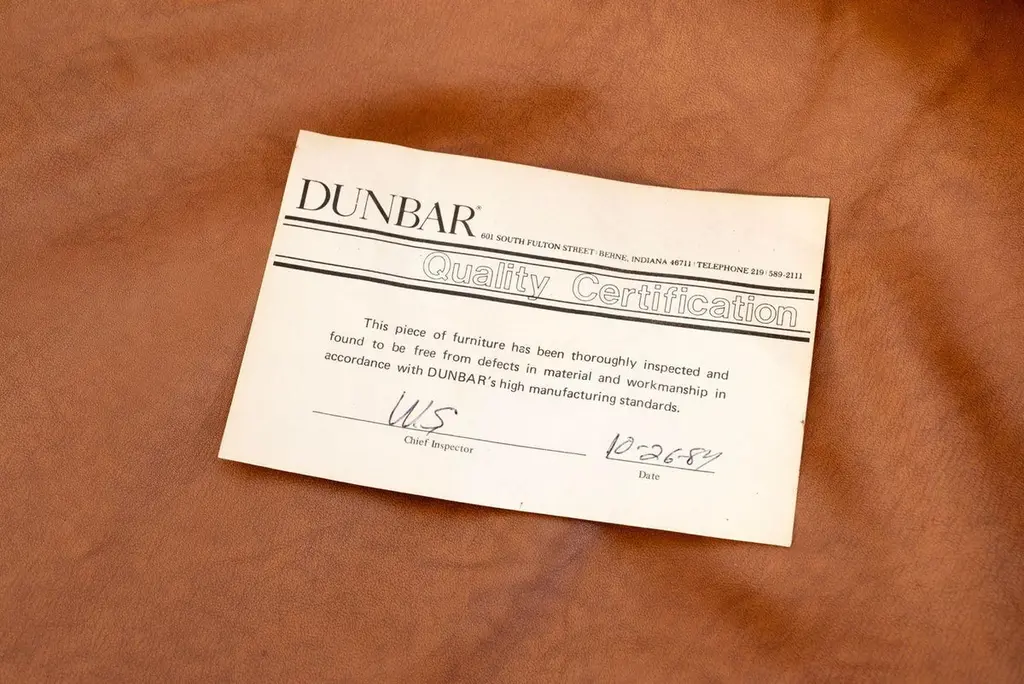 DUNBAR®
601 SOUTH FULTON STREET | BERNE, INDIANA 46711 | TELEPHONE 219 | 589-2111
Quality Certification
This piece of furniture has been thoroughly inspected and
found to be free from defects in material and workmanship in
accordance with DUNBAR's high manufacturing standards.
W.S
Chief Inspector
10-26-84
Date